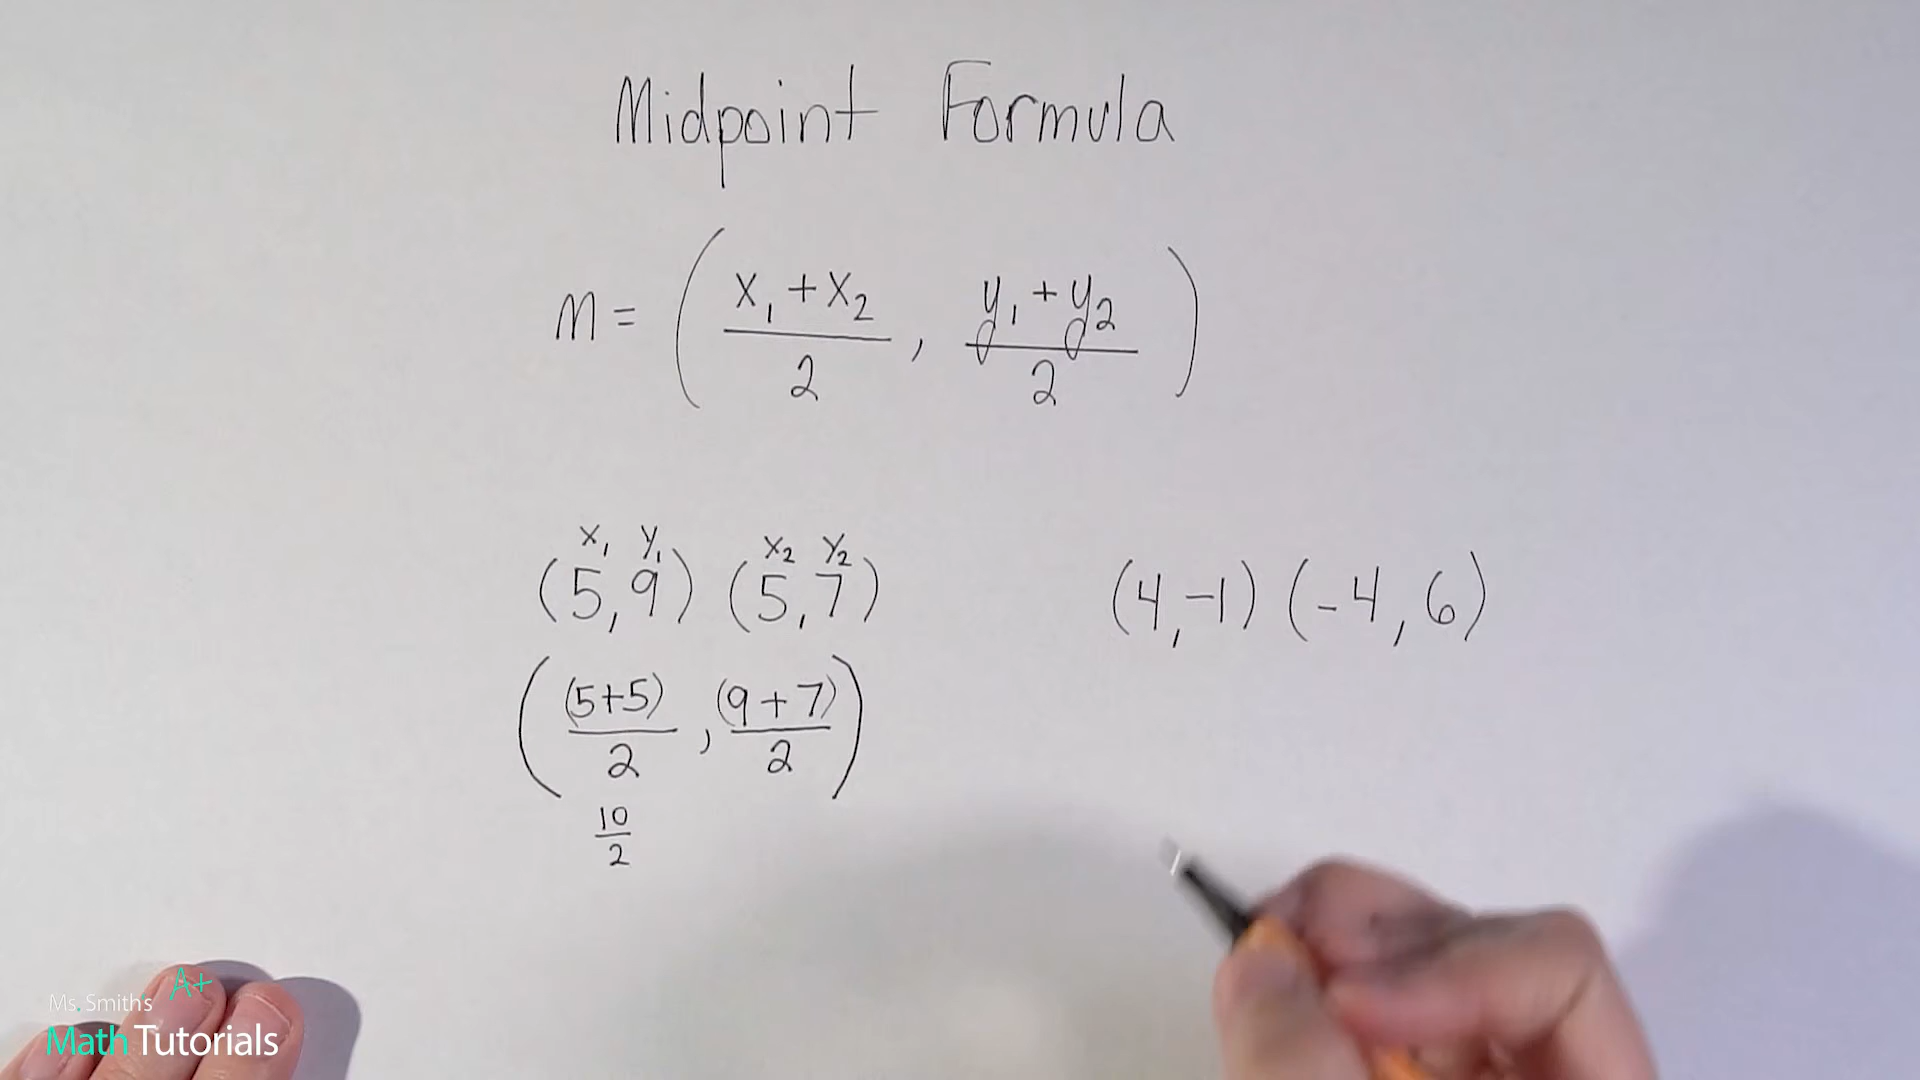 Midpoint Formula
m = ( x₁ + x₂ / 2 , y₁ + y₂ / 2 )
x₁ y₁ x₂ y₂
(5, 9) (5, 7)
(4, -1) (-4, 6)
( (5+5) / 2 , (9+7) / 2 )
10 / 2
A+
Ms. Smith's
Math Tutorials